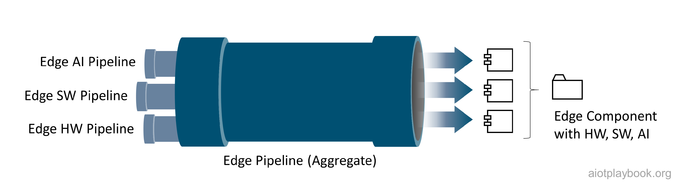 Edge AI Pipeline
Edge SW Pipeline
Edge HW Pipeline
Edge Pipeline (Aggregate)
Edge Component
with HW, SW, AI
aiotplaybook.org